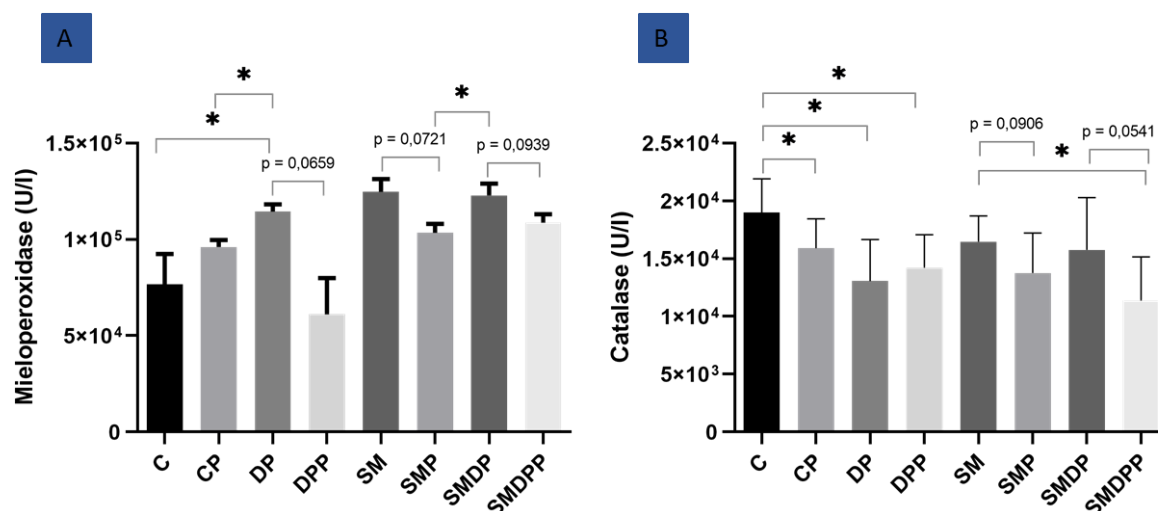 A
Mieloperoxidase (U/I)
1.5×10⁵
1×10⁵
5×10⁴
0
*
*
p = 0,0659
p = 0,0721
*
p = 0,0939
C CP DP DPP SM SMP SMDP SMDPP
B
Catalase (U/I)
2.5×10⁴
2×10⁴
1.5×10⁴
1×10⁴
5×10³
0
*
*
*
p = 0,0906
*
p = 0,0541
C CP DP DPP SM SMP SMDP SMDPP